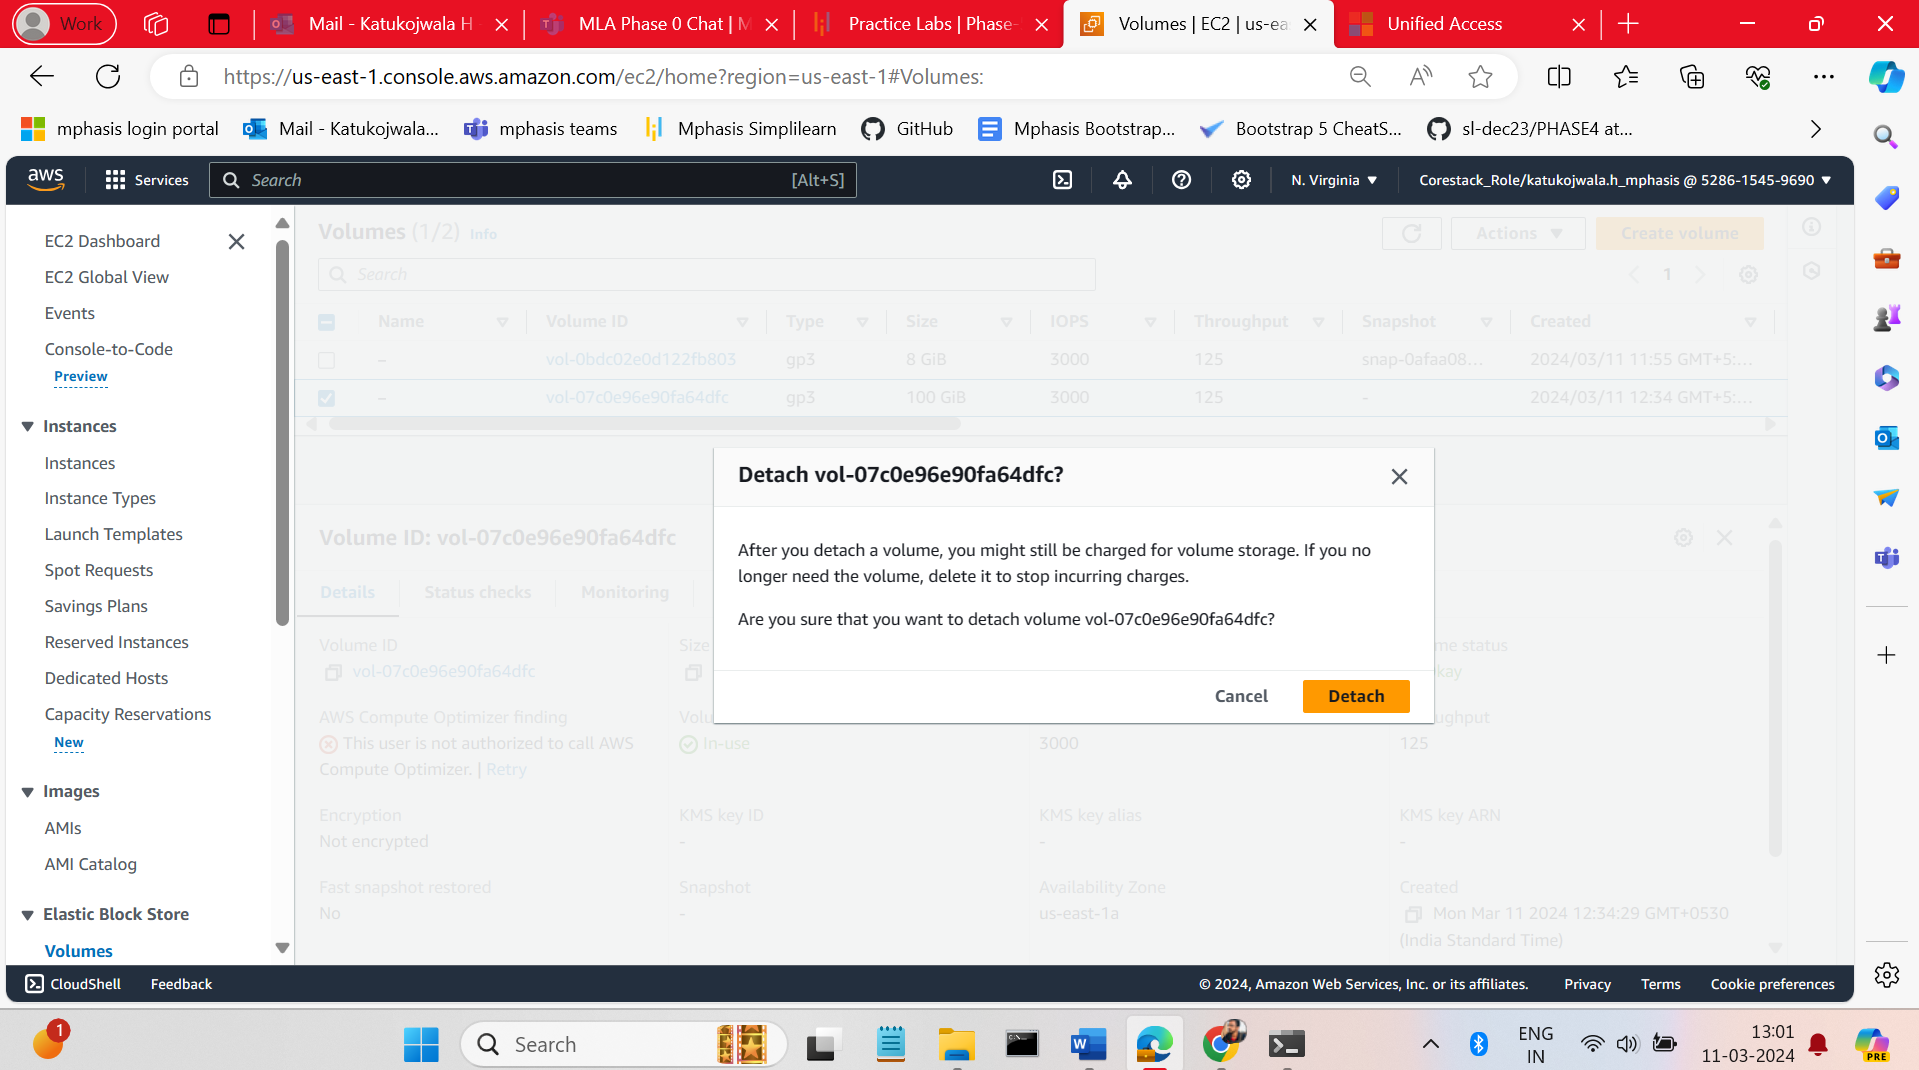 Work
Mail - Katukojwala H
MLA Phase 0 Chat | M
Practice Labs | Phase-
Volumes | EC2 | us-ea
Unified Access
https://us-east-1.console.aws.amazon.com/ec2/home?region=us-east-1#Volumes:
mphasis login portal
Mail - Katukojwala...
mphasis teams
Mphasis Simplilearn
GitHub
Mphasis Bootstrap...
Bootstrap 5 CheatS...
sl-dec23/PHASE4 at...
aws
Services
Search
[Alt+S]
N. Virginia
Corestack_Role/katukojwala.h_mphasis @ 5286-1545-9690
EC2 Dashboard
EC2 Global View
Events
Console-to-Code
Preview
Instances
Instances
Instance Types
Launch Templates
Spot Requests
Savings Plans
Reserved Instances
Dedicated Hosts
Capacity Reservations
New
Images
AMIs
AMI Catalog
Elastic Block Store
Volumes
Volumes (1/2) Info
Actions
Create volume
Search
1
Name
Volume ID
Type
Size
IOPS
Throughput
Snapshot
Created
– vol-0bdc02e0d122fb803 gp3 8 GiB 3000 125 snap-0afaa08... 2024/03/11 11:55 GMT+5:...
– vol-07c0e96e90fa64dfc gp3 100 GiB 3000 125 - 2024/03/11 12:34 GMT+5:...
Detach vol-07c0e96e90fa64dfc?
After you detach a volume, you might still be charged for volume storage. If you no
longer need the volume, delete it to stop incurring charges.
Are you sure that you want to detach volume vol-07c0e96e90fa64dfc?
Cancel
Detach
Volume ID: vol-07c0e96e90fa64dfc
Details
Status checks
Monitoring
Volume ID
vol-07c0e96e90fa64dfc
Size
me status
kay
AWS Compute Optimizer finding
This user is not authorized to call AWS
Compute Optimizer. | Retry
Volu
In-use
3000
ughput
125
Encryption
Not encrypted
KMS key ID
-
KMS key alias
-
KMS key ARN
-
Fast snapshot restored
No
Snapshot
-
Availability Zone
us-east-1a
Created
Mon Mar 11 2024 12:34:29 GMT+0530
(India Standard Time)
CloudShell
Feedback
© 2024, Amazon Web Services, Inc. or its affiliates.
Privacy
Terms
Cookie preferences
1
Search
ENG
IN
13:01
11-03-2024
PRE